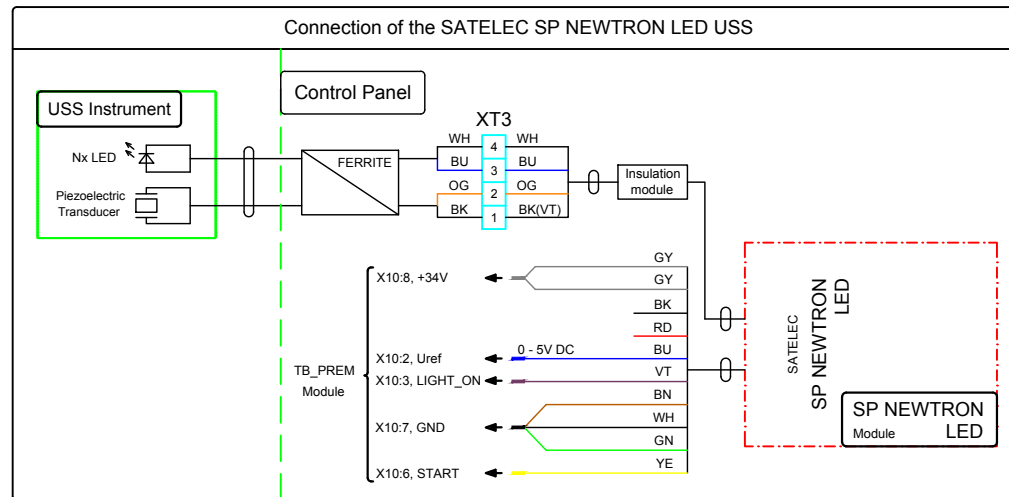 Connection of the SATELEC SP NEWTRON LED USS
USS Instrument
Control Panel
Nx LED
Piezoelectric
Transducer
FERRITE
XT3
WH 4 WH
BU 3 BU
OG 2 OG
BK 1 BK(VT)
Insulation
module
TB_PREM
Module
X10:8, +34V
GY
GY
BK
RD
X10:2, Uref
0 - 5V DC
BU
X10:3, LIGHT_ON
VT
BN
X10:7, GND
WH
GN
X10:6, START
YE
SATELEC
SP NEWTRON
LED
SP NEWTRON
Module LED